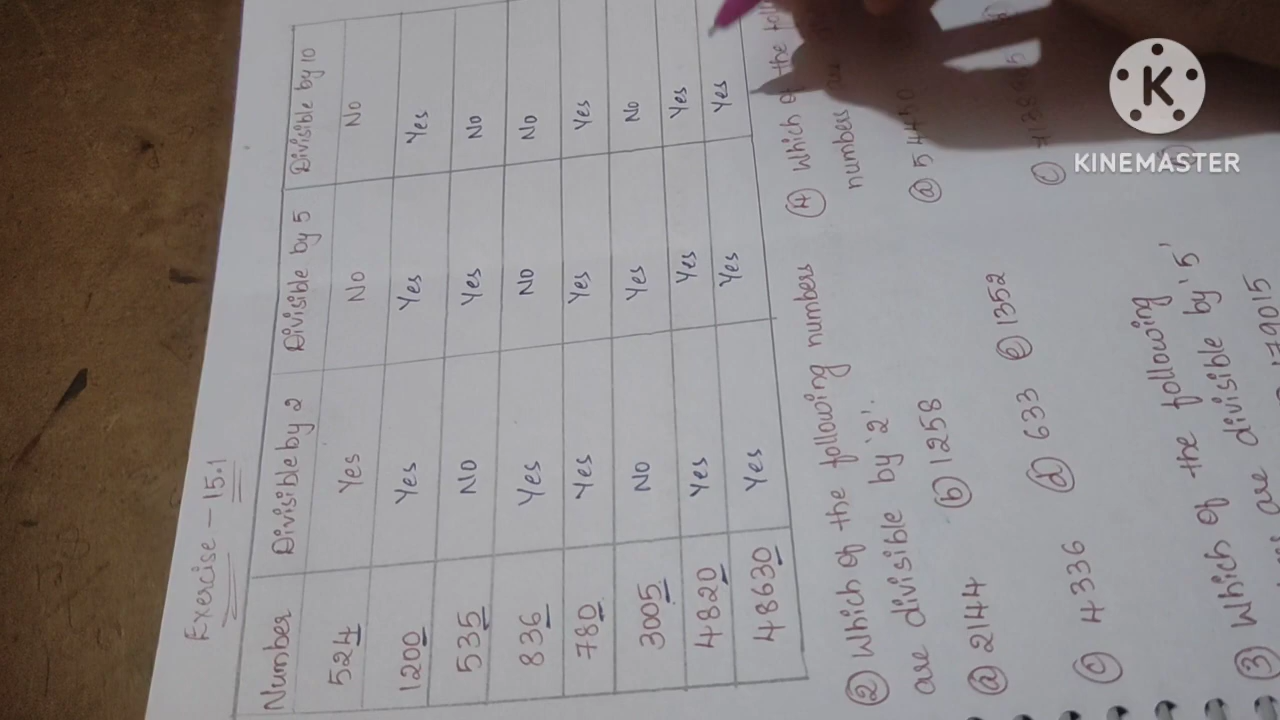 Exercise - 15.1
Number Divisible by 2 Divisible by 5 Divisible by 10
524 Yes No No
1200 Yes Yes Yes
535 No Yes No
836 Yes No No
780 Yes Yes Yes
3005 No Yes No
4820 Yes Yes Yes
48630 Yes Yes Yes
② Which of the following numbers
are divisible by '2'.
ⓐ 2144 ⓑ 1258
ⓒ 4336 ⓓ 633 ⓔ 1352
③ Which of the following
are divisible by '5'
179015
④ Which of the
numbers
ⓐ
ⓒ
KINEMASTER